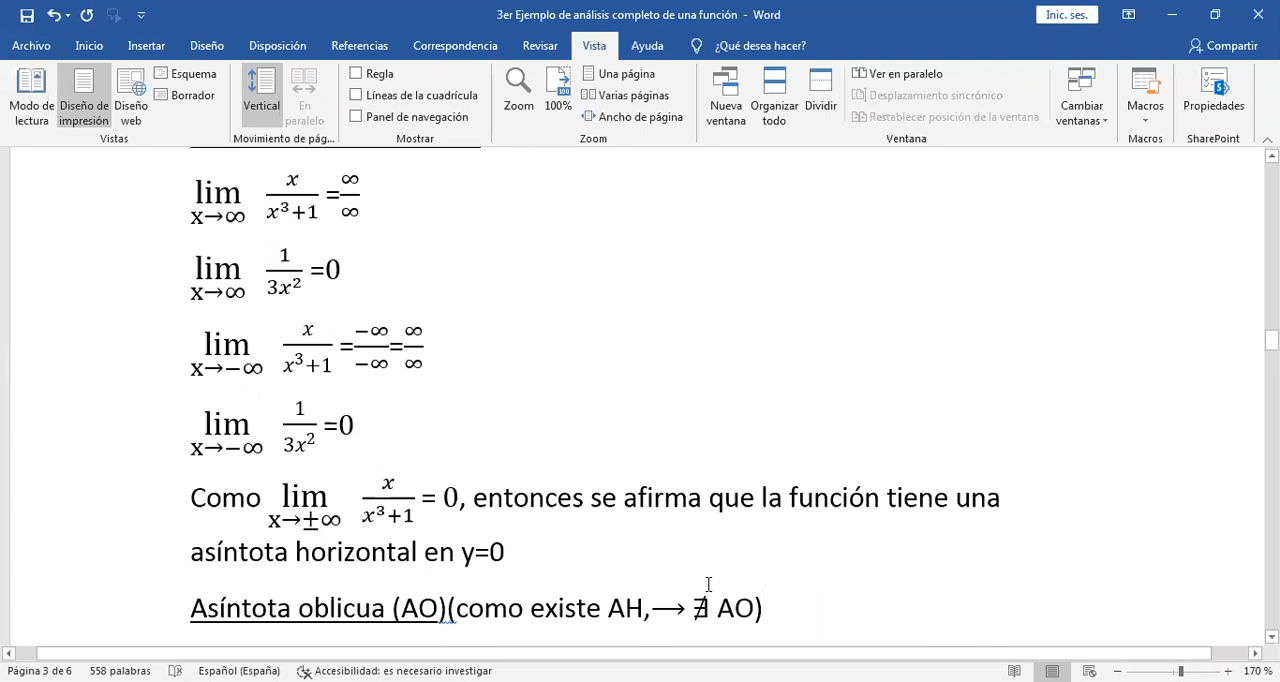 3er Ejemplo de análisis completo de una función - Word
Inic. ses.
Archivo Inicio Insertar Diseño Disposición Referencias Correspondencia Revisar Vista Ayuda ¿Qué desea hacer? Compartir
Modo de lectura
Diseño de impresión
Diseño web
Esquema
Borrador
Vistas
Vertical
En paralelo
Movimiento de pág...
Regla
Líneas de la cuadrícula
Panel de navegación
Mostrar
Zoom
100%
Una página
Varias páginas
Ancho de página
Zoom
Nueva ventana
Organizar todo
Dividir
Ver en paralelo
Desplazamiento sincrónico
Restablecer posición de la ventana
Ventana
Cambiar ventanas
Macros
Macros
Propiedades
SharePoint
lim x→∞ x/(x³+1) =∞/∞
lim x→∞ 1/(3x²) =0
lim x→−∞ x/(x³+1) =−∞/−∞=∞/∞
lim x→−∞ 1/(3x²) =0
Como lim x→±∞ x/(x³+1) = 0, entonces se afirma que la función tiene una
asíntota horizontal en y=0
Asíntota oblicua (AO)(como existe AH,⟶ ∄ AO)
Página 3 de 6 558 palabras Español (España) Accesibilidad: es necesario investigar 170 %